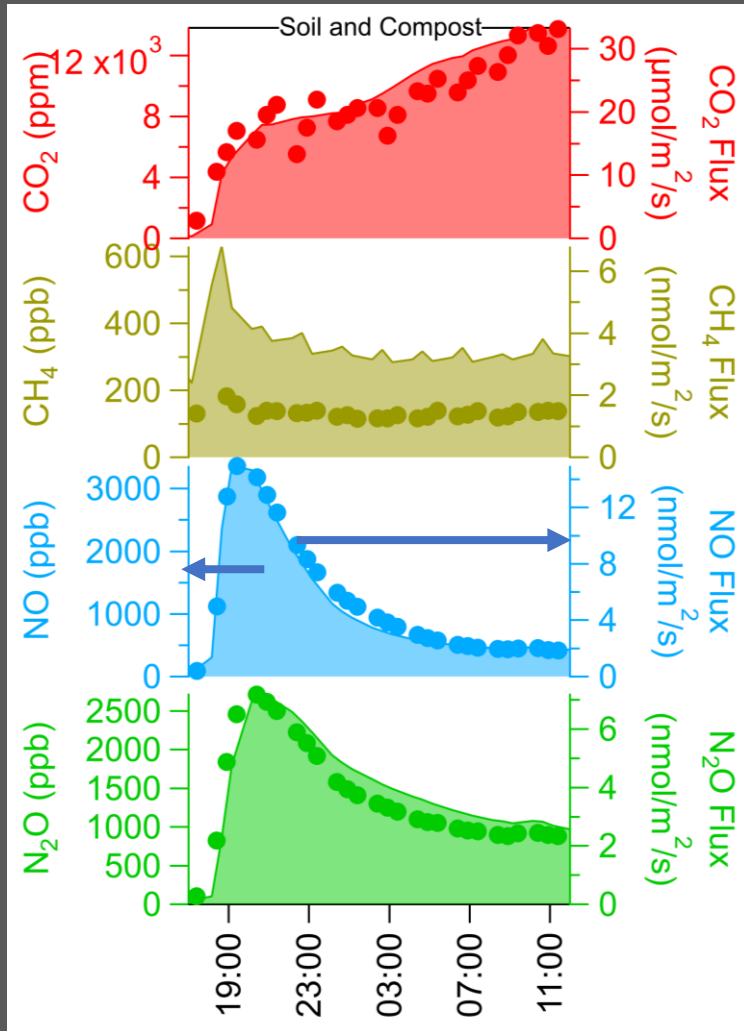 Soil and Compost
CO₂ (ppm)
12 x10³
8
4
0
30
20
10
0
CO₂ Flux
(μmol/m²/s)
CH₄ (ppb)
600
400
200
0
6
4
2
0
CH₄ Flux
(nmol/m²/s)
NO (ppb)
3000
2000
1000
0
12
8
4
0
NO Flux
(nmol/m²/s)
N₂O (ppb)
2500
2000
1500
1000
500
0
6
4
2
0
N₂O Flux
(nmol/m²/s)
19:00
23:00
03:00
07:00
11:00